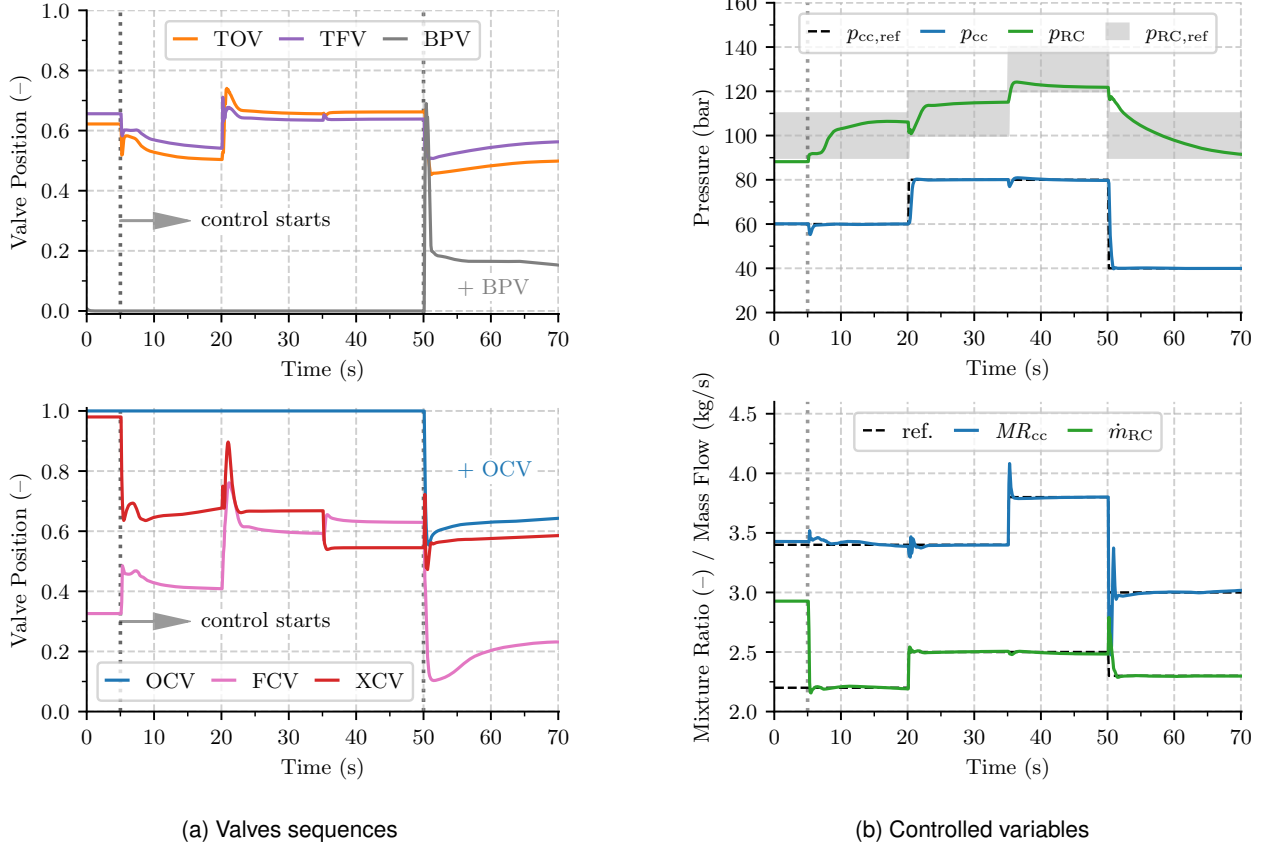 TOV TFV BPV
1.0
0.8
0.6
0.4
0.2
0.0
Valve Position (−)
control starts
+ BPV
0 10 20 30 40 50 60 70
Time (s)
1.0
0.8
0.6
0.4
0.2
0.0
Valve Position (−)
+ OCV
control starts
OCV FCV XCV
0 10 20 30 40 50 60 70
Time (s)
(a) Valves sequences
p_cc,ref p_cc p_RC p_RC,ref
160
140
120
100
80
60
40
20
Pressure (bar)
0 10 20 30 40 50 60 70
Time (s)
ref. MR_cc ṁ_RC
4.5
4.0
3.5
3.0
2.5
2.0
Mixture Ratio (−) / Mass Flow (kg/s)
0 10 20 30 40 50 60 70
Time (s)
(b) Controlled variables